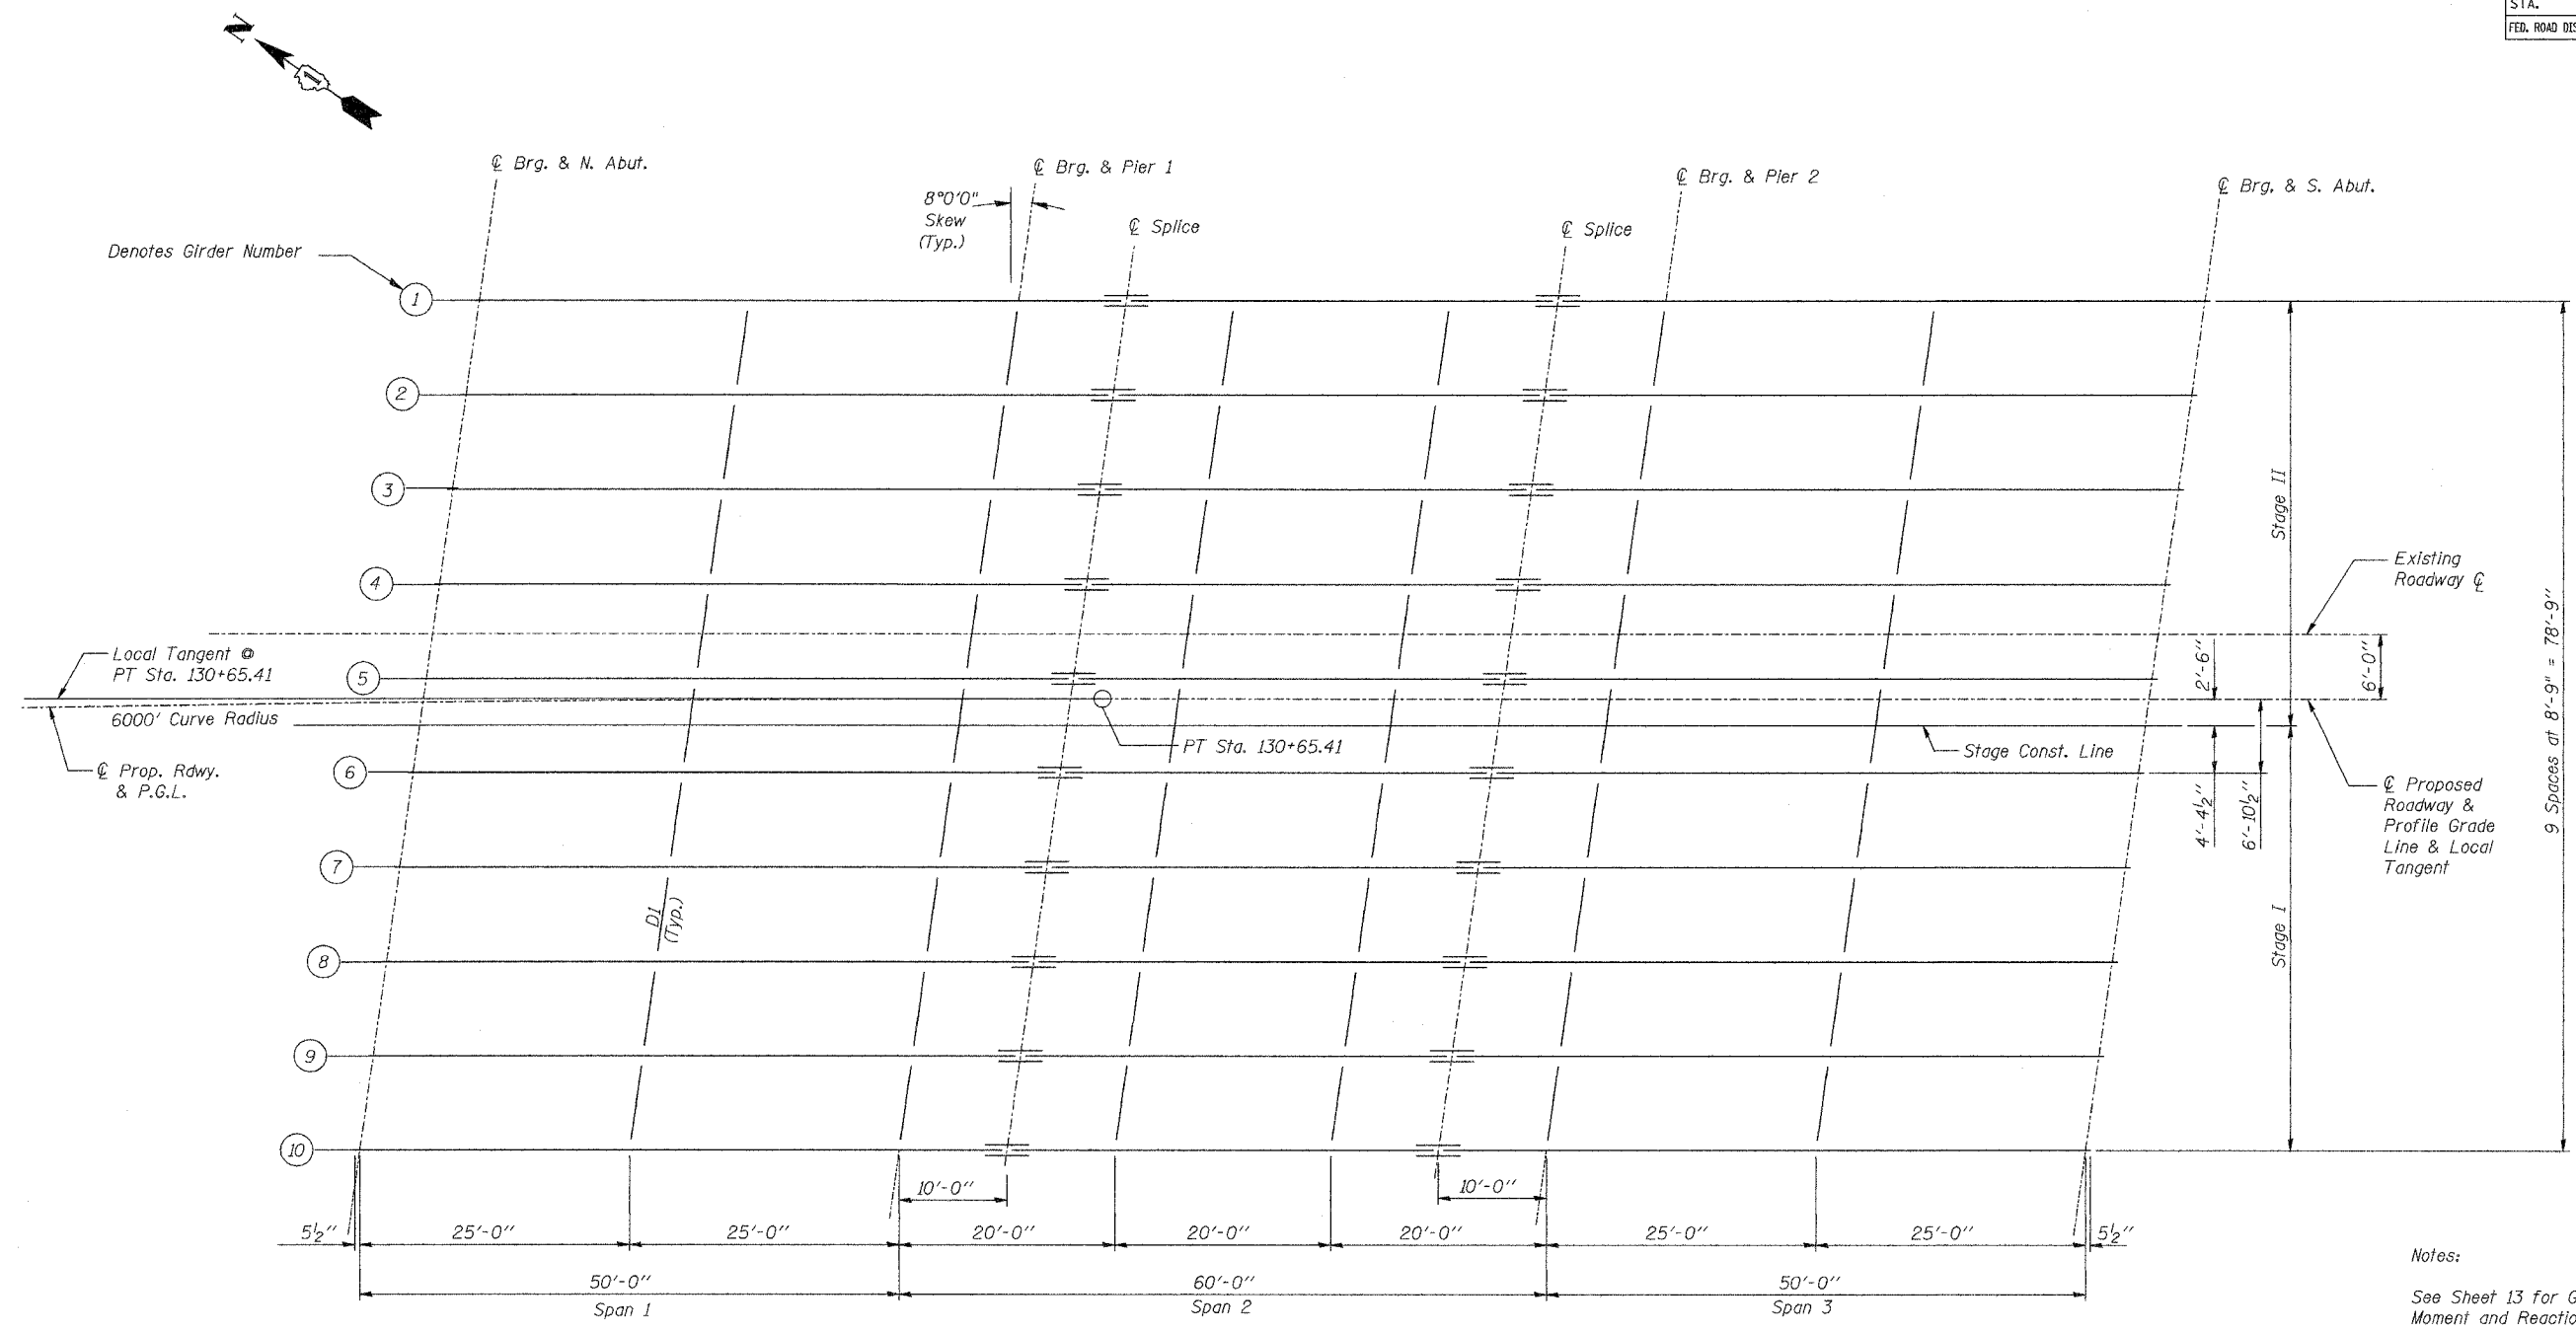 STA.
FED. ROAD DIS
N
℄ Brg. & N. Abut.
℄ Brg. & Pier 1
℄ Brg. & Pier 2
℄ Brg. & S. Abut.
8°0'0"
Skew
(Typ.)
℄ Splice
℄ Splice
Denotes Girder Number
1
2
3
4
5
6
7
8
9
10
Local Tangent @
PT Sta. 130+65.41
6000' Curve Radius
℄ Prop. Rdwy.
& P.G.L.
PT Sta. 130+65.41
Stage Const. Line
D1
(Typ.)
Stage II
Stage I
Existing
Roadway ℄
2'-6"
6'-0"
4'-4½"
6'-10½"
℄ Proposed
Roadway &
Profile Grade
Line & Local
Tangent
9 Spaces at 8'-9" = 78'-9"
10'-0"
10'-0"
5½"
25'-0"
25'-0"
20'-0"
20'-0"
20'-0"
25'-0"
25'-0"
5½"
50'-0"
60'-0"
50'-0"
Span 1
Span 2
Span 3
Notes:
See Sheet 13 for G
Moment and Reactio